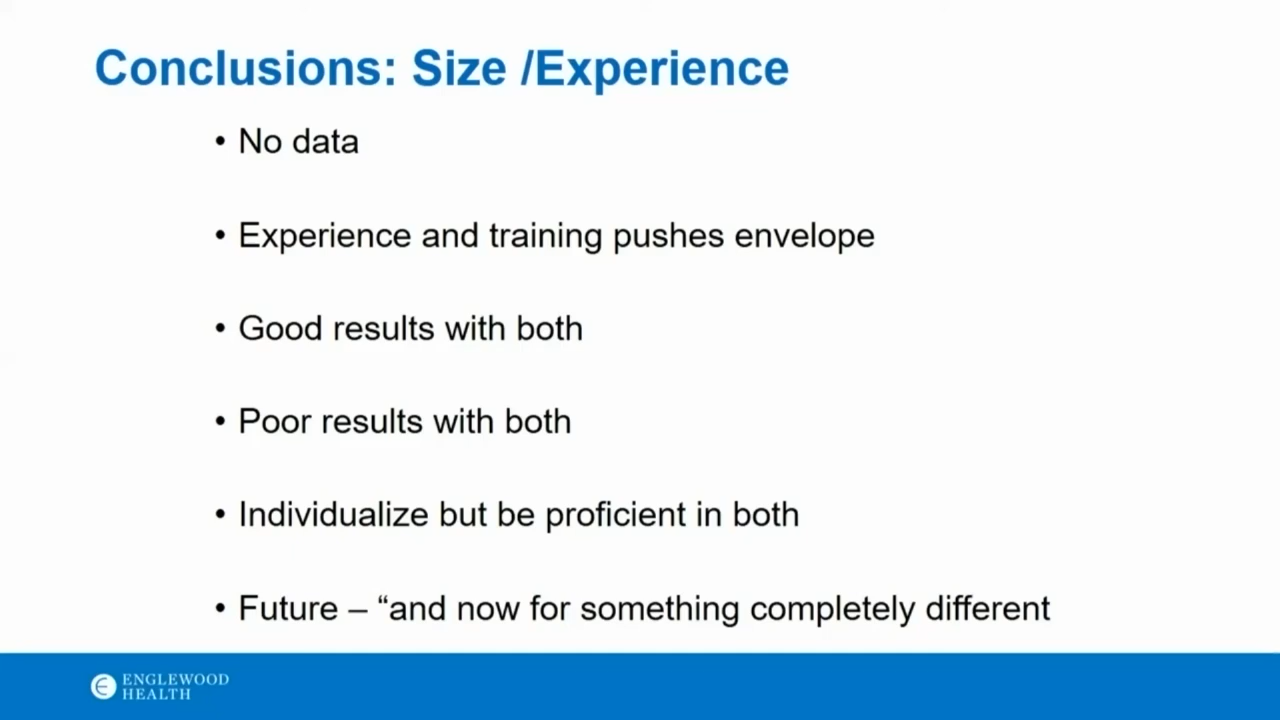 Conclusions: Size /Experience
• No data
• Experience and training pushes envelope
• Good results with both
• Poor results with both
• Individualize but be proficient in both
• Future – “and now for something completely different
ENGLEWOOD
HEALTH